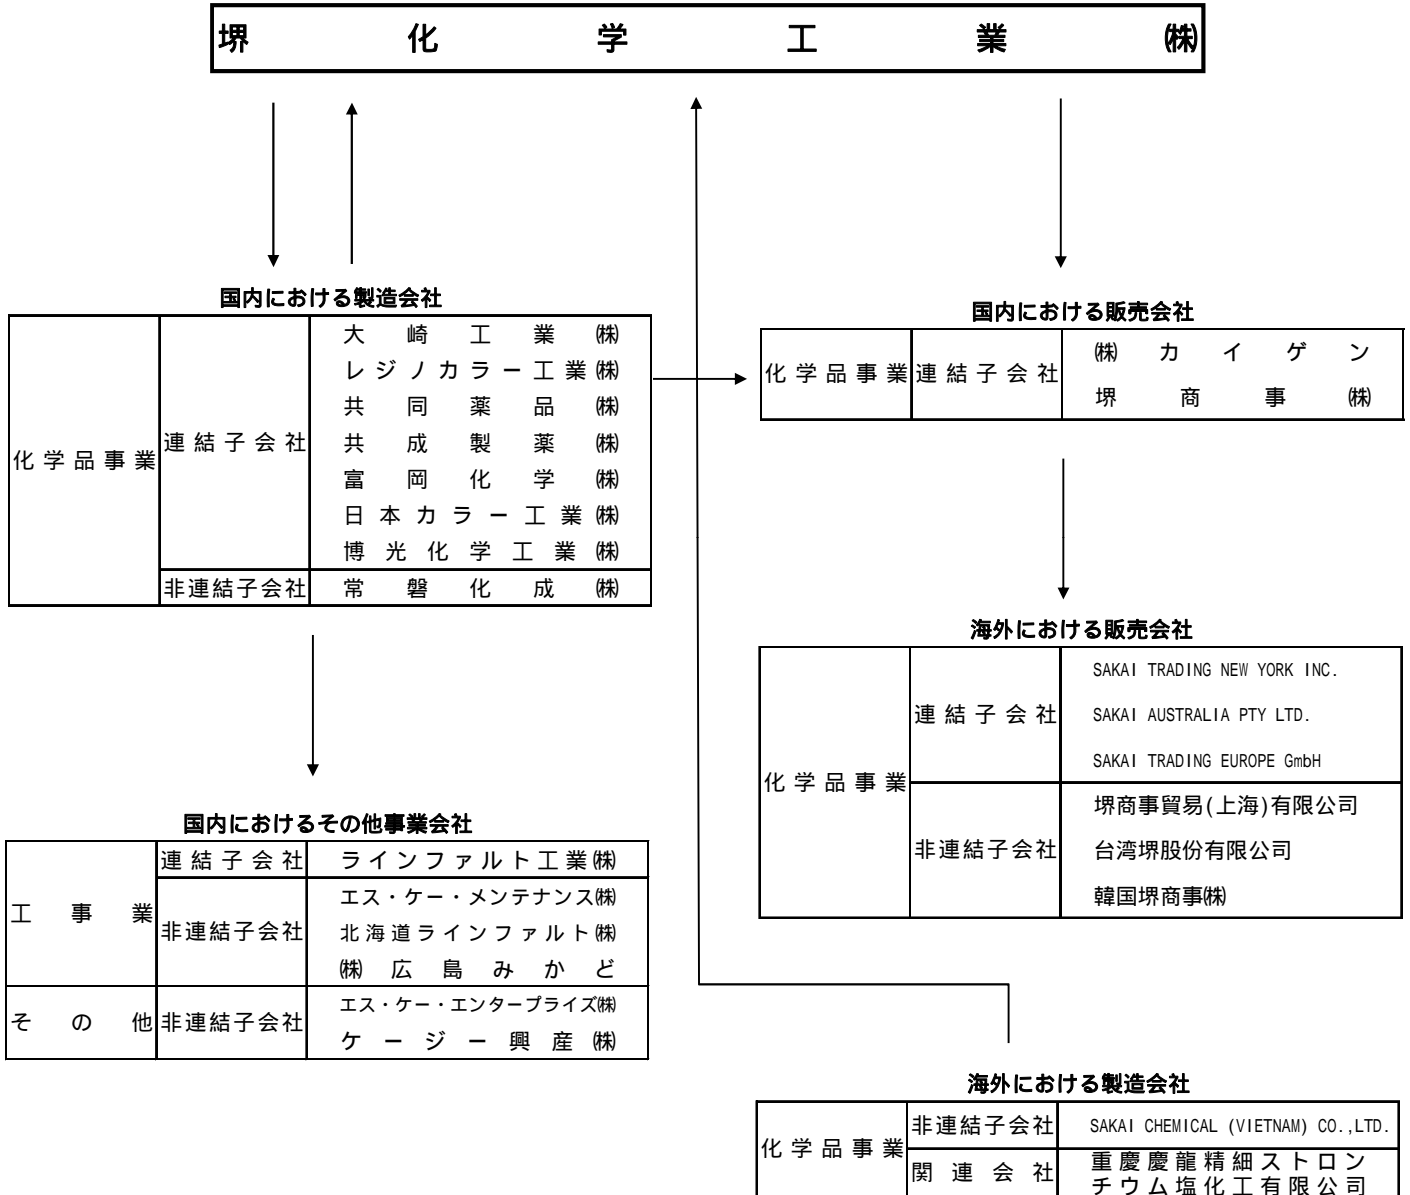 堺化学工業㈱
国内における製造会社
化学品事業
連結子会社
大崎工業㈱
レジノカラー工業㈱
共同薬品㈱
共成製薬㈱
富岡化学㈱
日本カラー工業㈱
博光化学工業㈱
非連結子会社
常磐化成㈱
国内における販売会社
化学品事業
連結子会社
㈱カイゲン
堺商事㈱
海外における販売会社
化学品事業
連結子会社
SAKAI TRADING NEW YORK INC.
SAKAI AUSTRALIA PTY LTD.
SAKAI TRADING EUROPE GmbH
非連結子会社
堺商事貿易(上海)有限公司
台湾堺股份有限公司
韓国堺商事㈱
国内におけるその他事業会社
工事業
連結子会社
ラインファルト工業㈱
非連結子会社
エス・ケー・メンテナンス㈱
北海道ラインファルト㈱
㈱広島みかど
その他
非連結子会社
エス・ケー・エンタープライズ㈱
ケージー興産㈱
海外における製造会社
化学品事業
非連結子会社
SAKAI CHEMICAL (VIETNAM) CO.,LTD.
関連会社
重慶慶龍精細ストロン
チウム塩化工有限公司